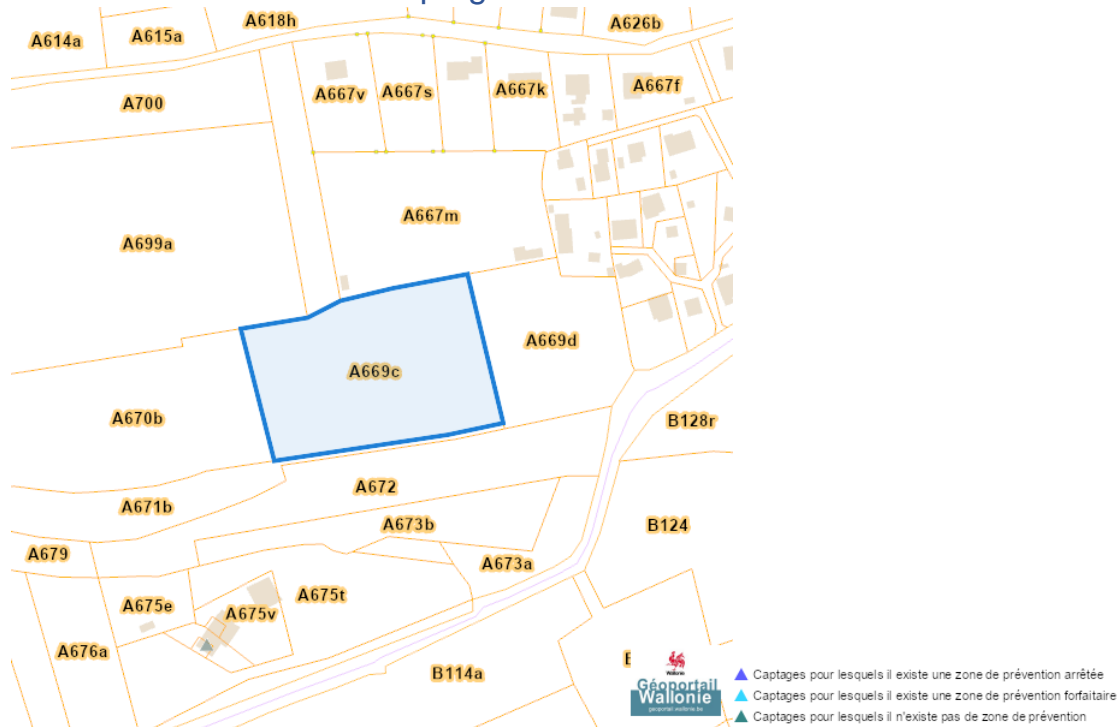 A618h
A626b
A614a
A615a
A667v
A667s
A667k
A667f
A700
A667m
A699a
A669d
A669c
A670b
B128r
A672
A671b
A673b
B124
A679
A673a
A675e
A675v
A675t
A676a
B114a
Wallonie
Géoportail
Wallonie
geoportail.wallonie.be
Captages pour lesquels il existe une zone de prévention arrêtée
Captages pour lesquels il existe une zone de prévention forfaitaire
Captages pour lesquels il n'existe pas de zone de prévention